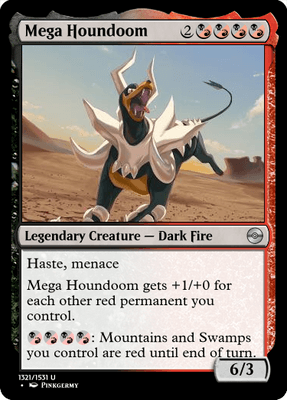 Mega Houndoom 2
Legendary Creature — Dark Fire
Haste, menace
Mega Houndoom gets +1/+0 for
each other red permanent you
control.
: Mountains and Swamps
you control are red until end of turn.
6/3
1321/1531 U
• Pinkgermy